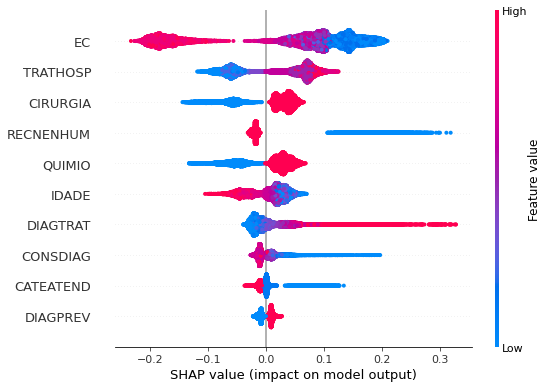 High
EC
TRATHOSP
CIRURGIA
RECNENHUM
QUIMIO
IDADE
DIAGTRAT
CONSDIAG
CATEATEND
DIAGPREV
Feature value
Low
−0.2 −0.1 0.0 0.1 0.2 0.3
SHAP value (impact on model output)